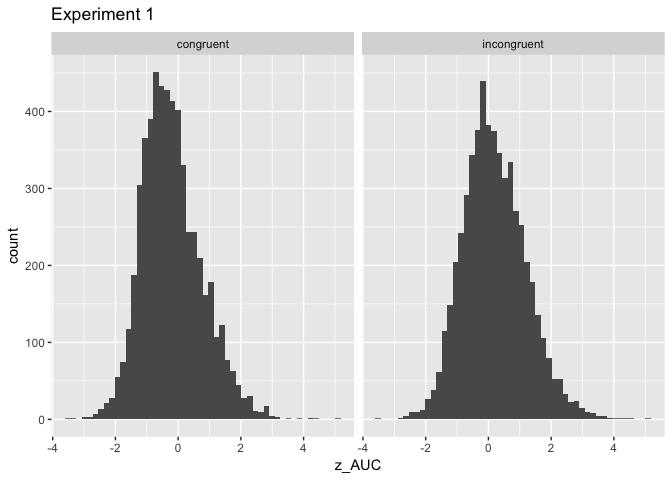 Experiment 1
congruent
incongruent
400
300
200
100
0
-4 -2 0 2 4
-4 -2 0 2 4
count
z_AUC